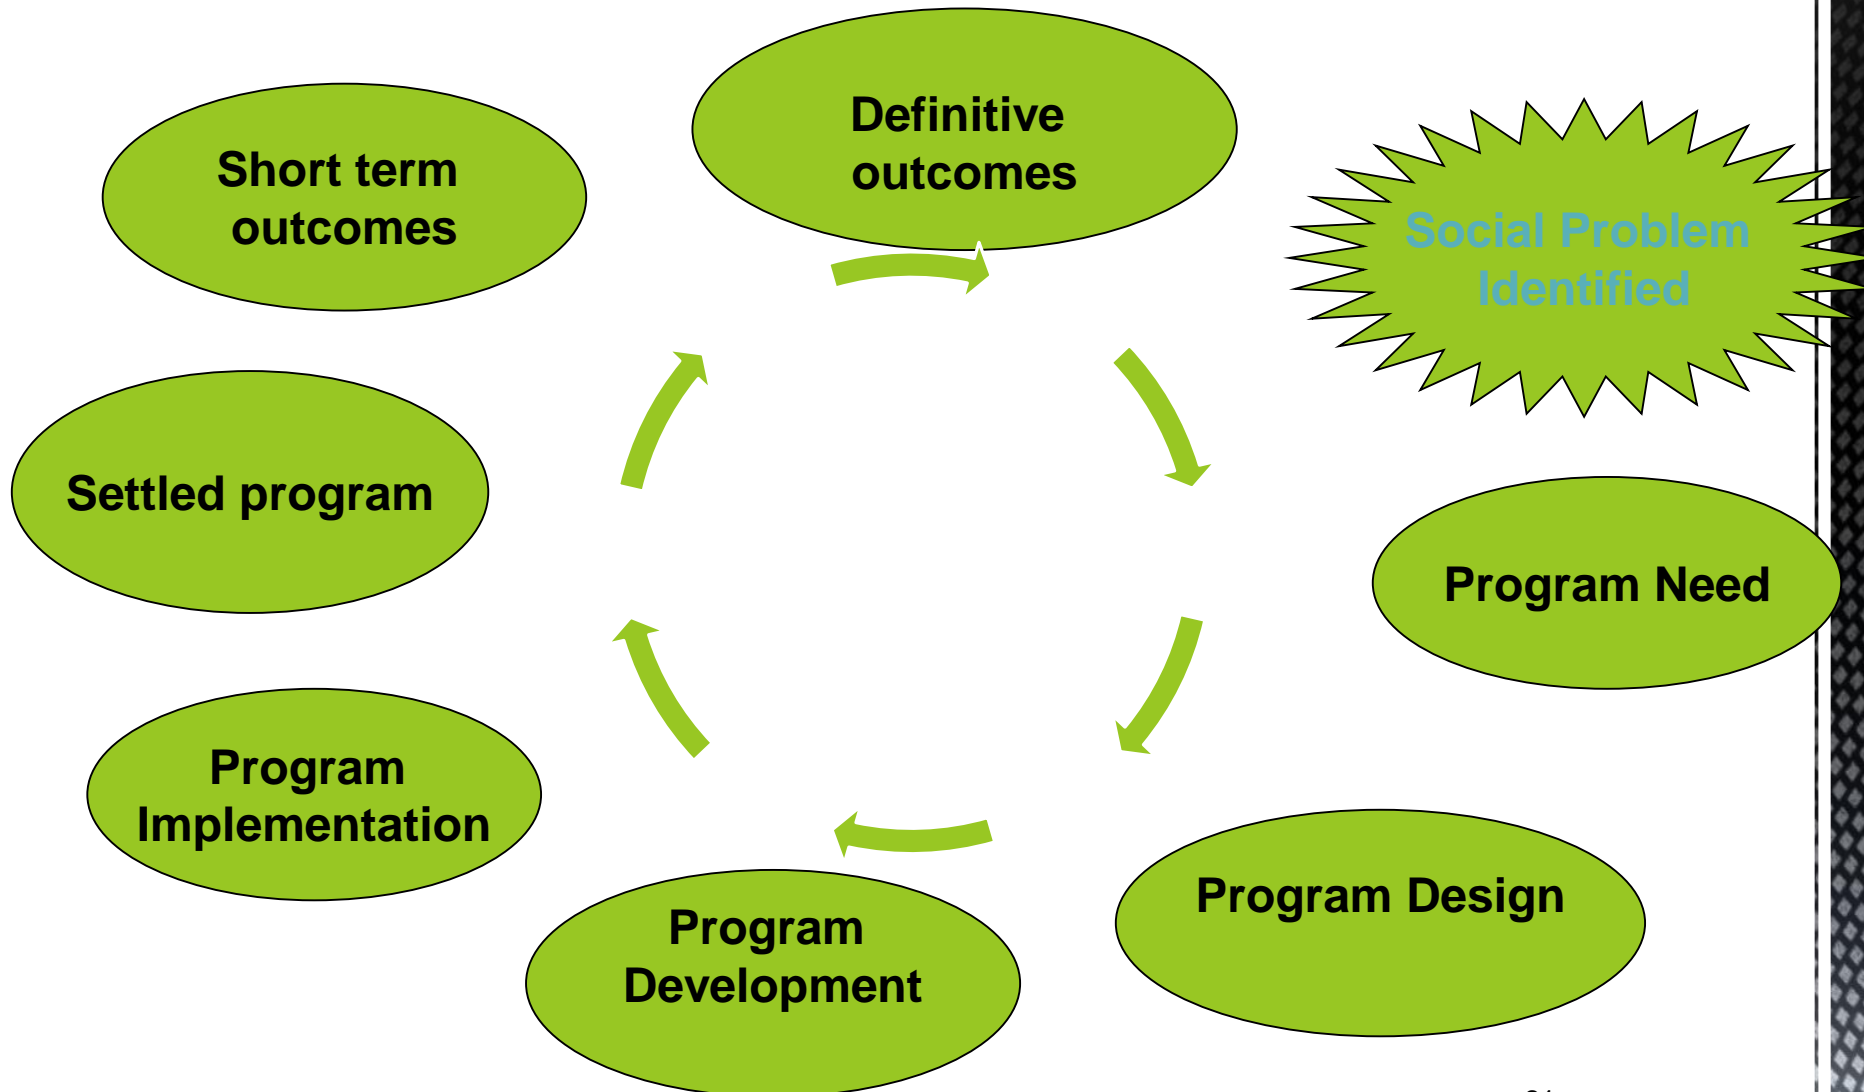 Definitive
outcomes
Short term
outcomes
Social Problem
Identified
Settled program
Program Need
Program
Implementation
Program Design
Program
Development